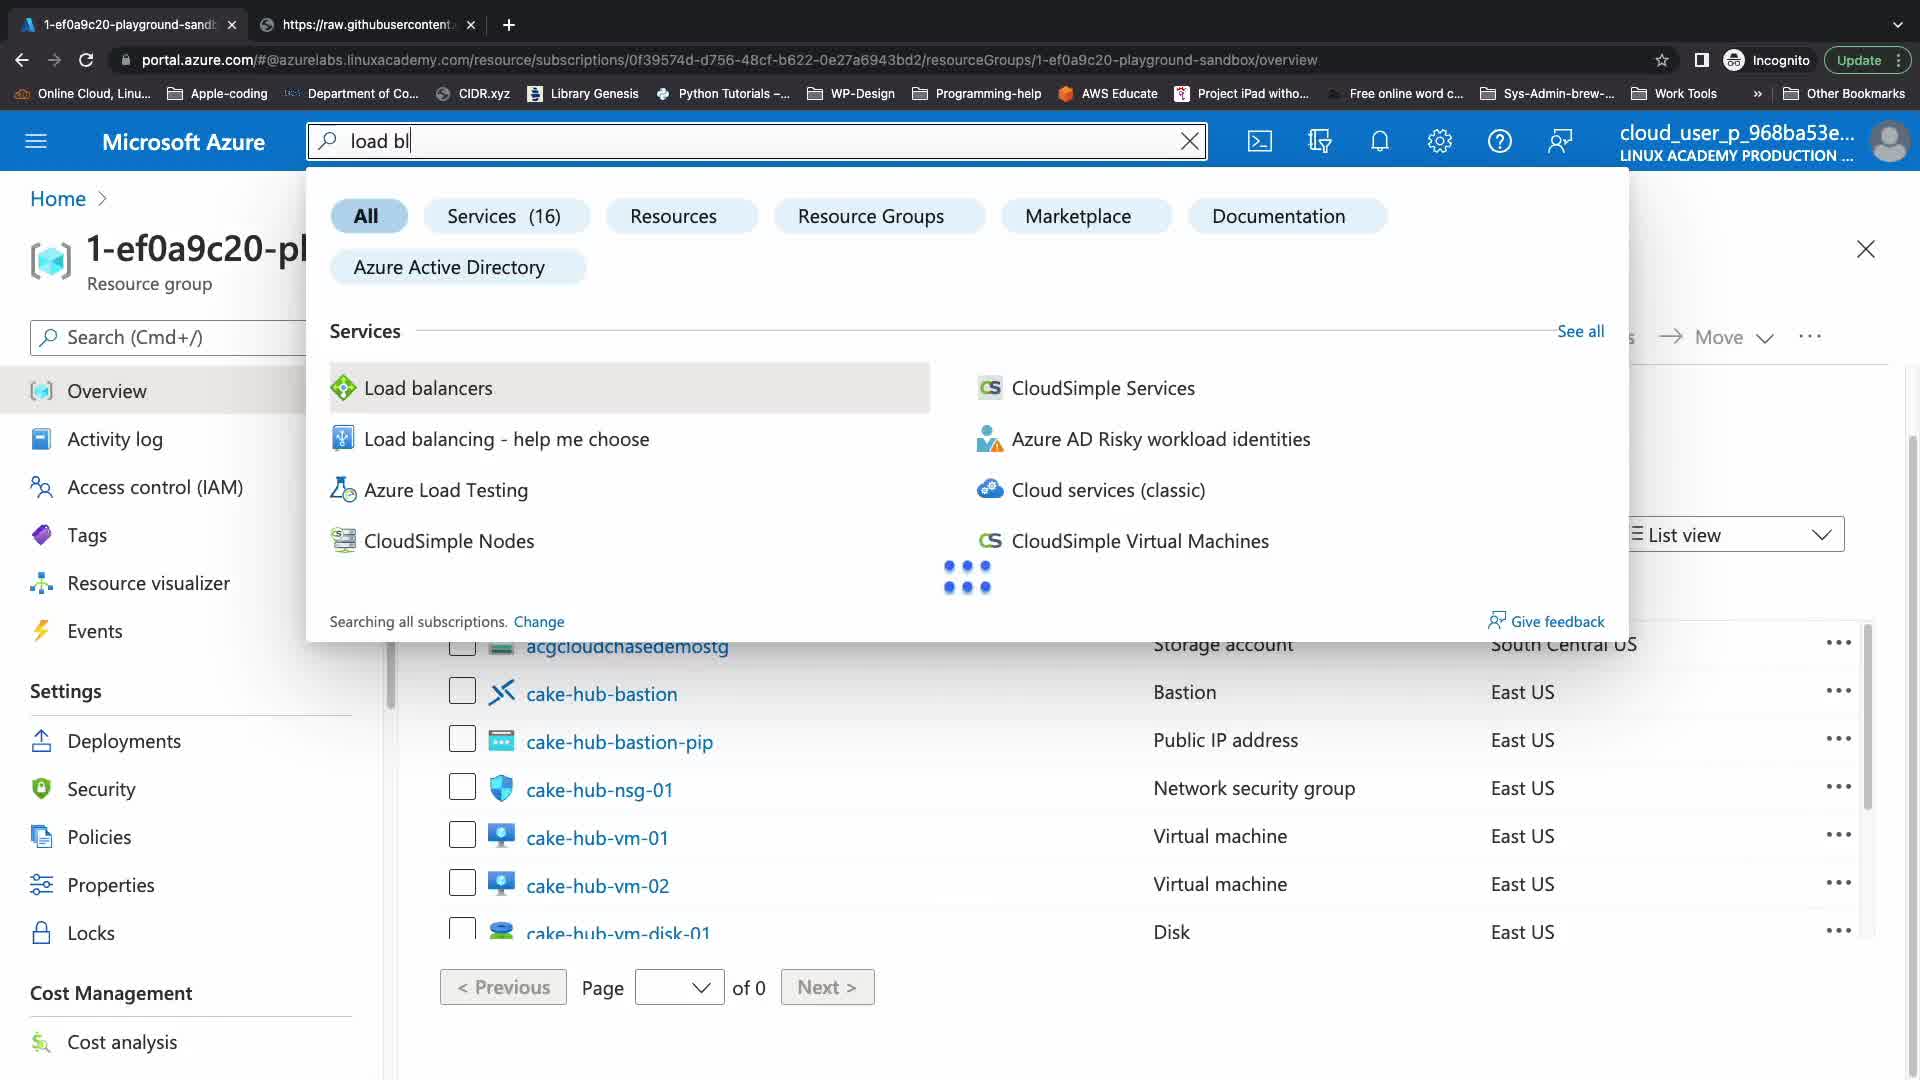 1-ef0a9c20-playground-sandb
https://raw.githubusercontent.
portal.azure.com/#@azurelabs.linuxacademy.com/resource/subscriptions/0f39574d-d756-48cf-b622-0e27a6943bd2/resourceGroups/1-ef0a9c20-playground-sandbox/overview
Incognito
Update
Online Cloud, Linu...
Apple-coding
Department of Co...
CIDR.xyz
Library Genesis
Python Tutorials –...
WP-Design
Programming-help
AWS Educate
Project iPad witho...
Free online word c...
Sys-Admin-brew-...
Work Tools
»
Other Bookmarks
Microsoft Azure
load bl
cloud_user_p_968ba53e...
LINUX ACADEMY PRODUCTION ...
Home
1-ef0a9c20-pl
Resource group
All
Services (16)
Resources
Resource Groups
Marketplace
Documentation
Azure Active Directory
Services
See all
Load balancers
CloudSimple Services
Load balancing - help me choose
Azure AD Risky workload identities
Azure Load Testing
Cloud services (classic)
CloudSimple Nodes
CloudSimple Virtual Machines
Searching all subscriptions. Change
Give feedback
Search (Cmd+/)
Move
Overview
Activity log
Access control (IAM)
Tags
Resource visualizer
Events
Settings
Deployments
Security
Policies
Properties
Locks
Cost Management
Cost analysis
List view
acgcloudchasedemostg Storage account South Central US
cake-hub-bastion Bastion East US
cake-hub-bastion-pip Public IP address East US
cake-hub-nsg-01 Network security group East US
cake-hub-vm-01 Virtual machine East US
cake-hub-vm-02 Virtual machine East US
cake-hub-vm-disk-01 Disk East US
< Previous Page of 0 Next >